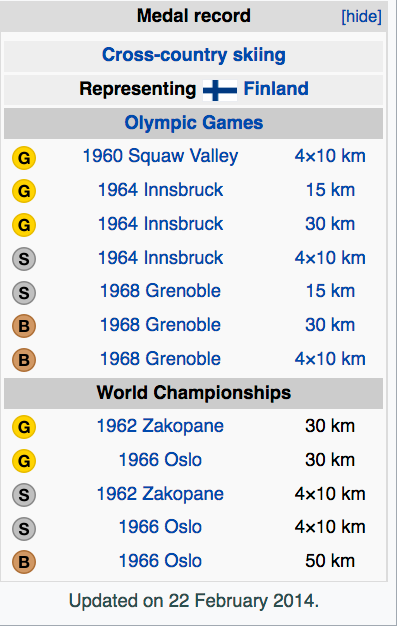 Medal record [hide]
Cross-country skiing
Representing Finland
Olympic Games
G 1960 Squaw Valley 4×10 km
G 1964 Innsbruck 15 km
G 1964 Innsbruck 30 km
S 1964 Innsbruck 4×10 km
S 1968 Grenoble 15 km
B 1968 Grenoble 30 km
B 1968 Grenoble 4×10 km
World Championships
G 1962 Zakopane 30 km
G 1966 Oslo 30 km
S 1962 Zakopane 4×10 km
S 1966 Oslo 4×10 km
B 1966 Oslo 50 km
Updated on 22 February 2014.